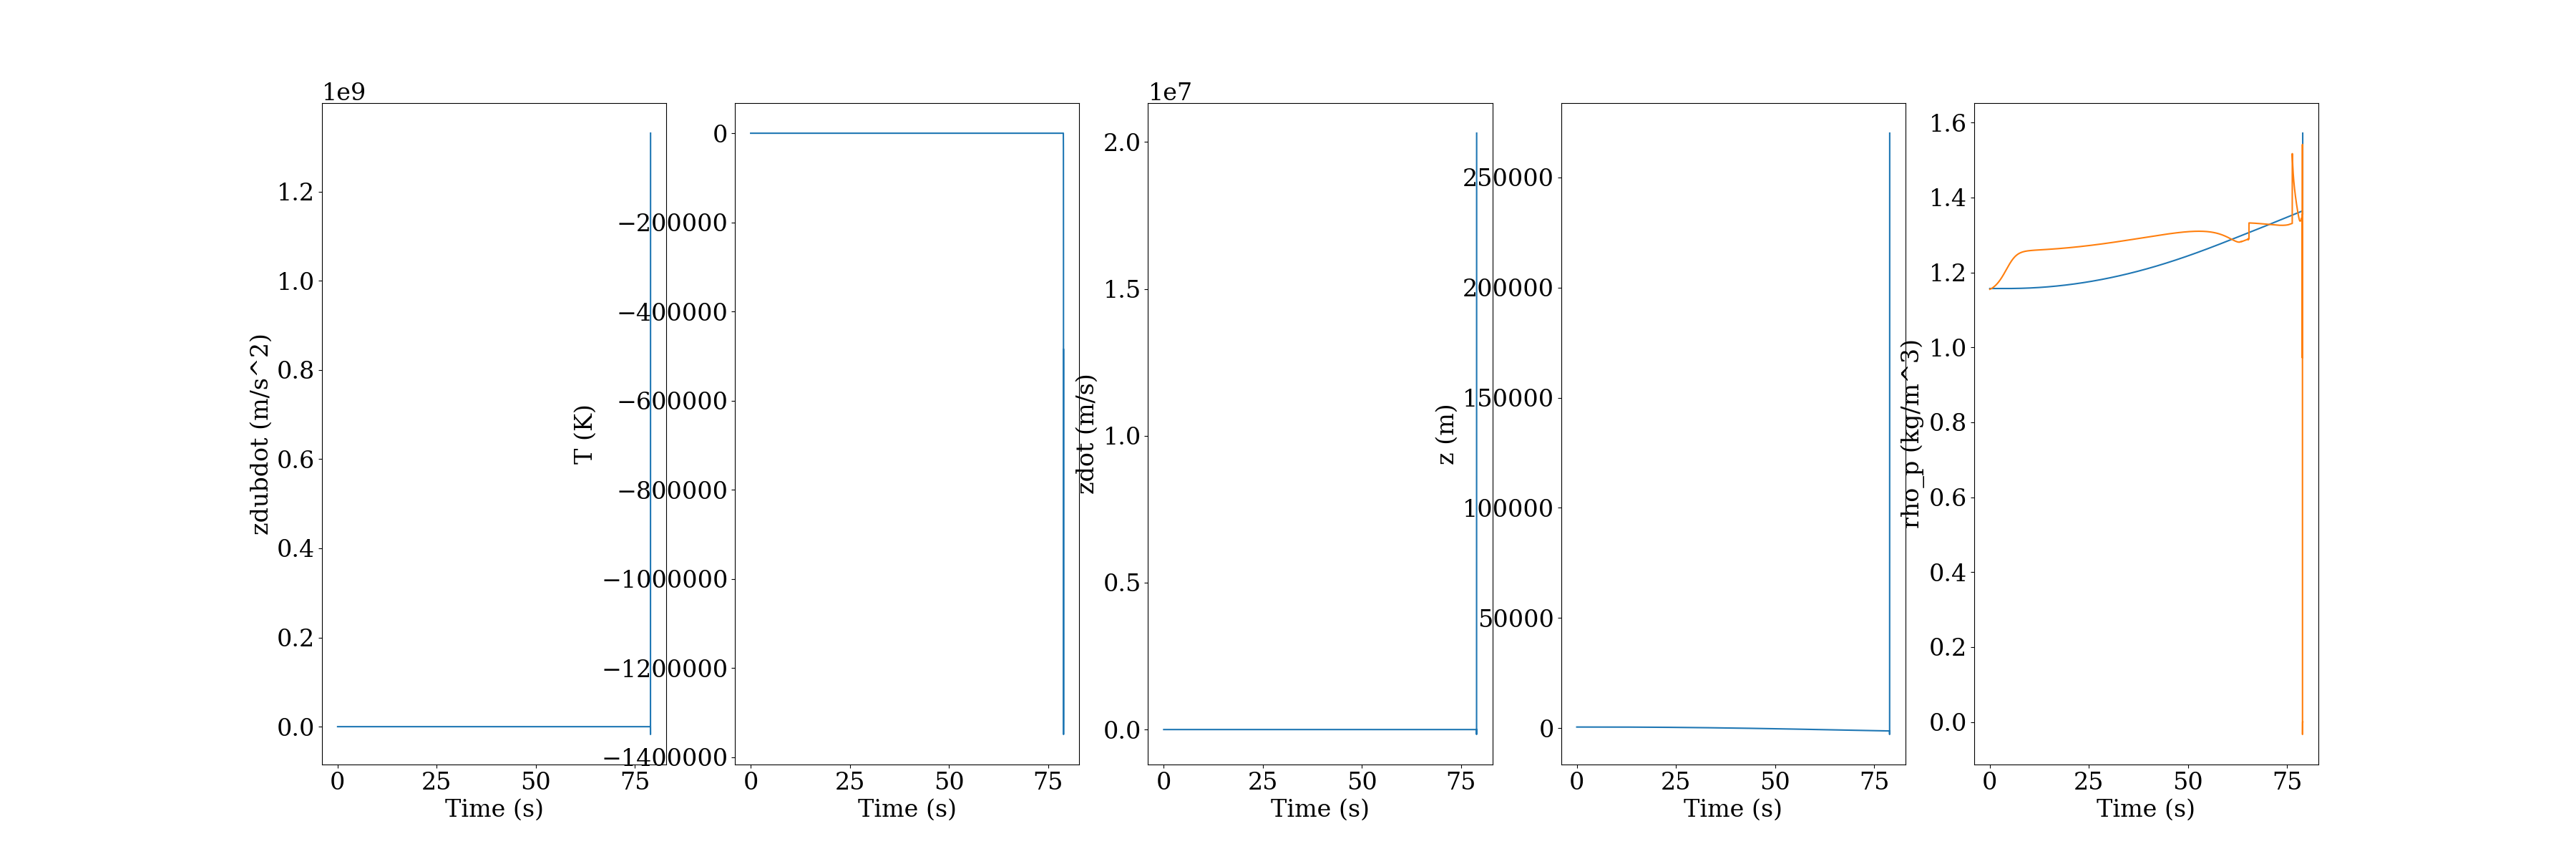 1e9
zdubdot (m/s^2)
1.2
1.0
0.8
0.6
0.4
0.2
0.0
0 25 50 75
Time (s)
T (K)
0
−200000
−400000
−600000
−800000
−1000000
−1200000
−1400000
0 25 50 75
Time (s)
1e7
zdot (m/s)
2.0
1.5
1.0
0.5
0.0
0 25 50 75
Time (s)
z (m)
250000
200000
150000
100000
50000
0
0 25 50 75
Time (s)
rho_p (kg/m^3)
1.6
1.4
1.2
1.0
0.8
0.6
0.4
0.2
0.0
0 25 50 75
Time (s)